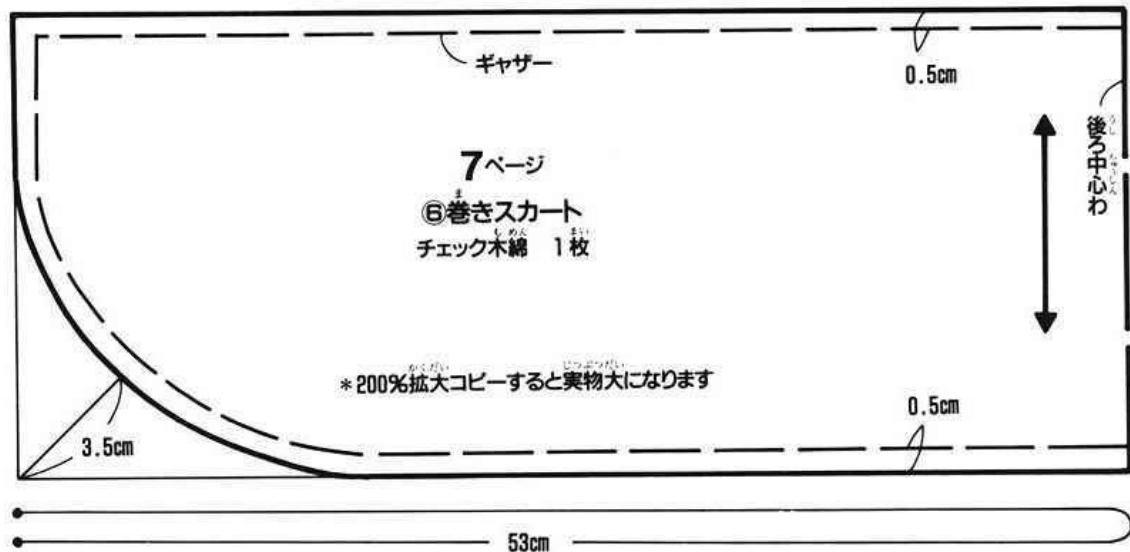 ギャザー
0.5cm
7ページ
⑥巻きスカート
チェック木綿 1枚
後ろ中心わ
*200%拡大コピーすると実物大になります
0.5cm
3.5cm
53cm